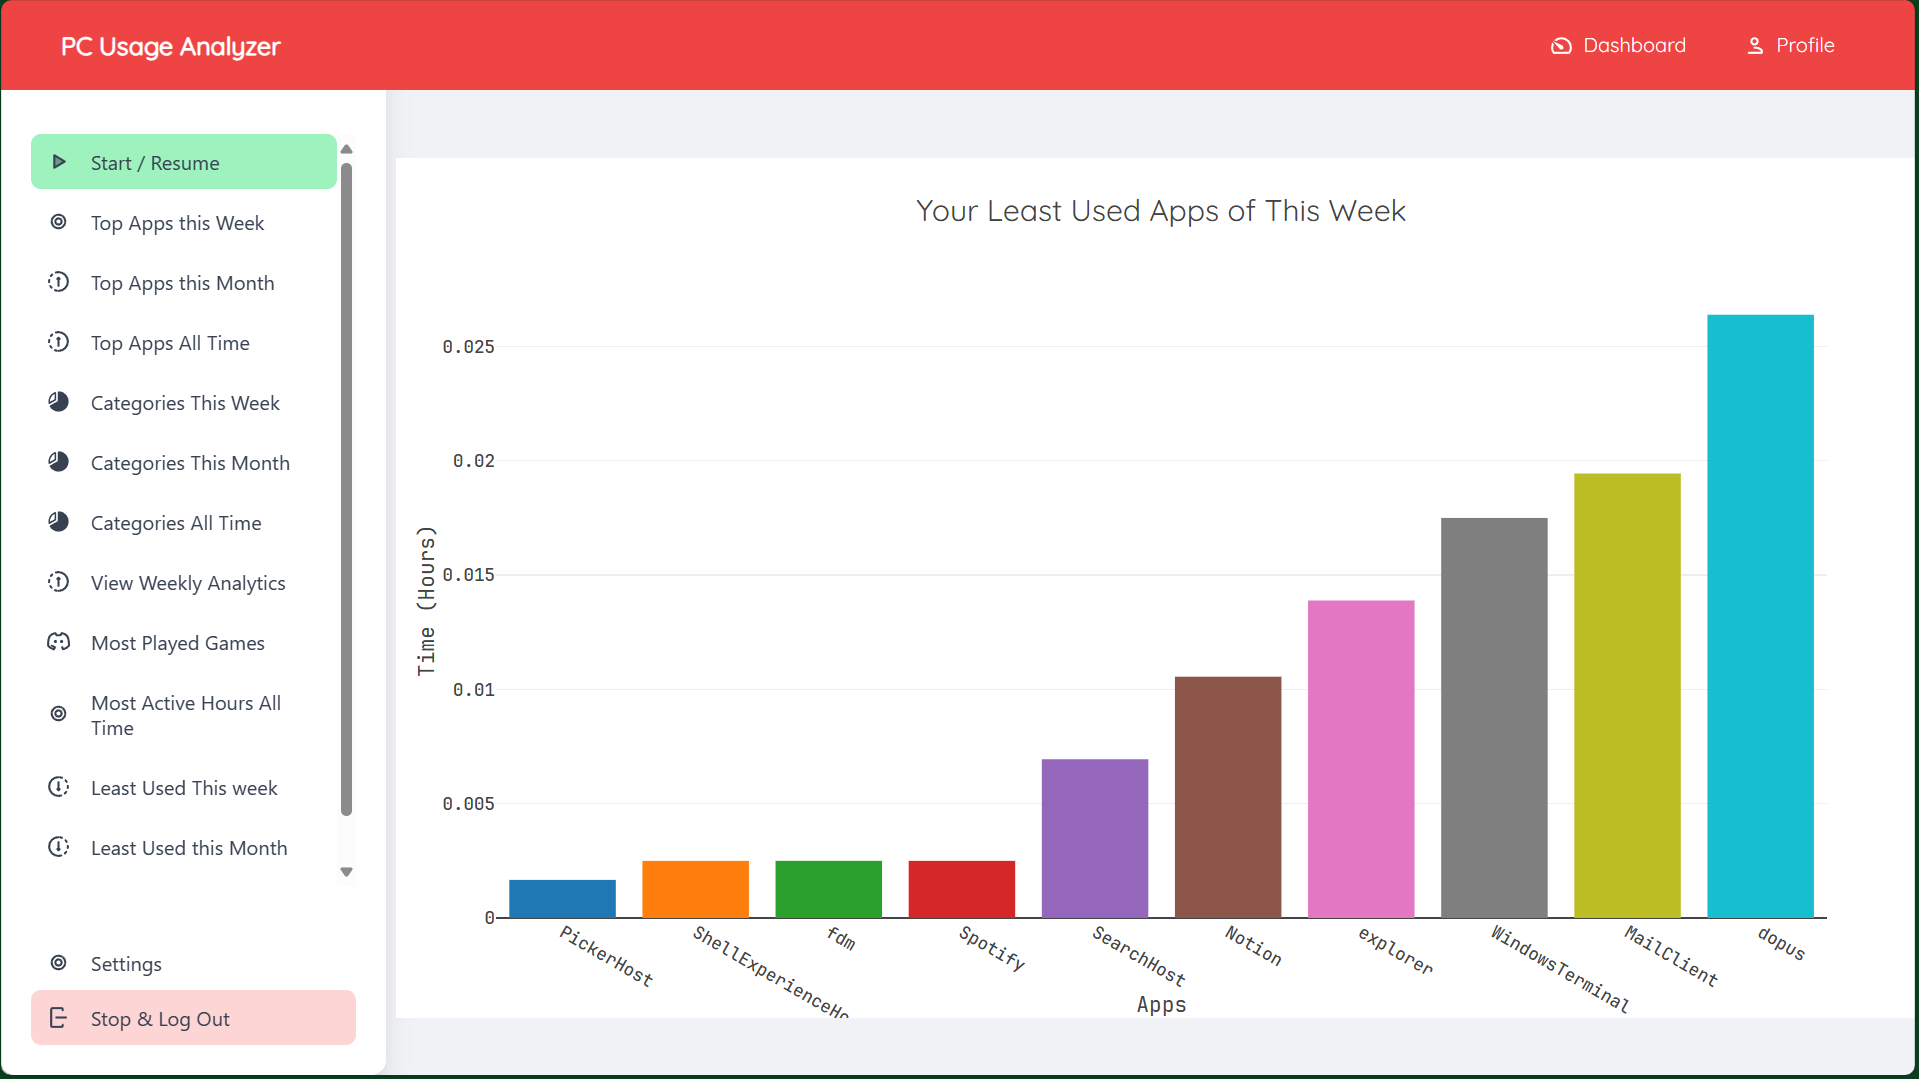 PC Usage Analyzer
Dashboard
Profile
Start / Resume
Top Apps this Week
Top Apps this Month
Top Apps All Time
Categories This Week
Categories This Month
Categories All Time
View Weekly Analytics
Most Played Games
Most Active Hours All
Time
Least Used This week
Least Used this Month
Settings
Stop & Log Out
Your Least Used Apps of This Week
Time (Hours)
0.025
0.02
0.015
0.01
0.005
0
PickerHost
ShellExperienceHo
fdm
Spotify
SearchHost
Notion
explorer
WindowsTerminal
MailClient
dopus
Apps